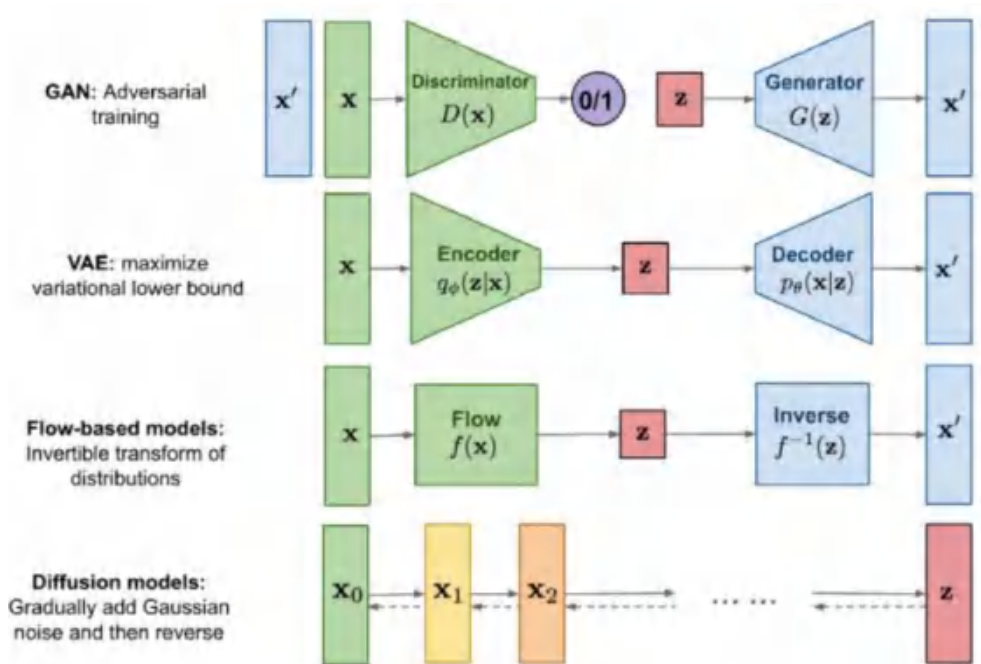 GAN: Adversarial
training
x′
x
Discriminator
D(x)
0/1
z
Generator
G(z)
x′
VAE: maximize
variational lower bound
x
Encoder
qϕ(z|x)
z
Decoder
pθ(x|z)
x′
Flow-based models:
Invertible transform of
distributions
x
Flow
f(x)
z
Inverse
f⁻¹(z)
x′
Diffusion models:
Gradually add Gaussian
noise and then reverse
x₀
x₁
x₂
... ...
z